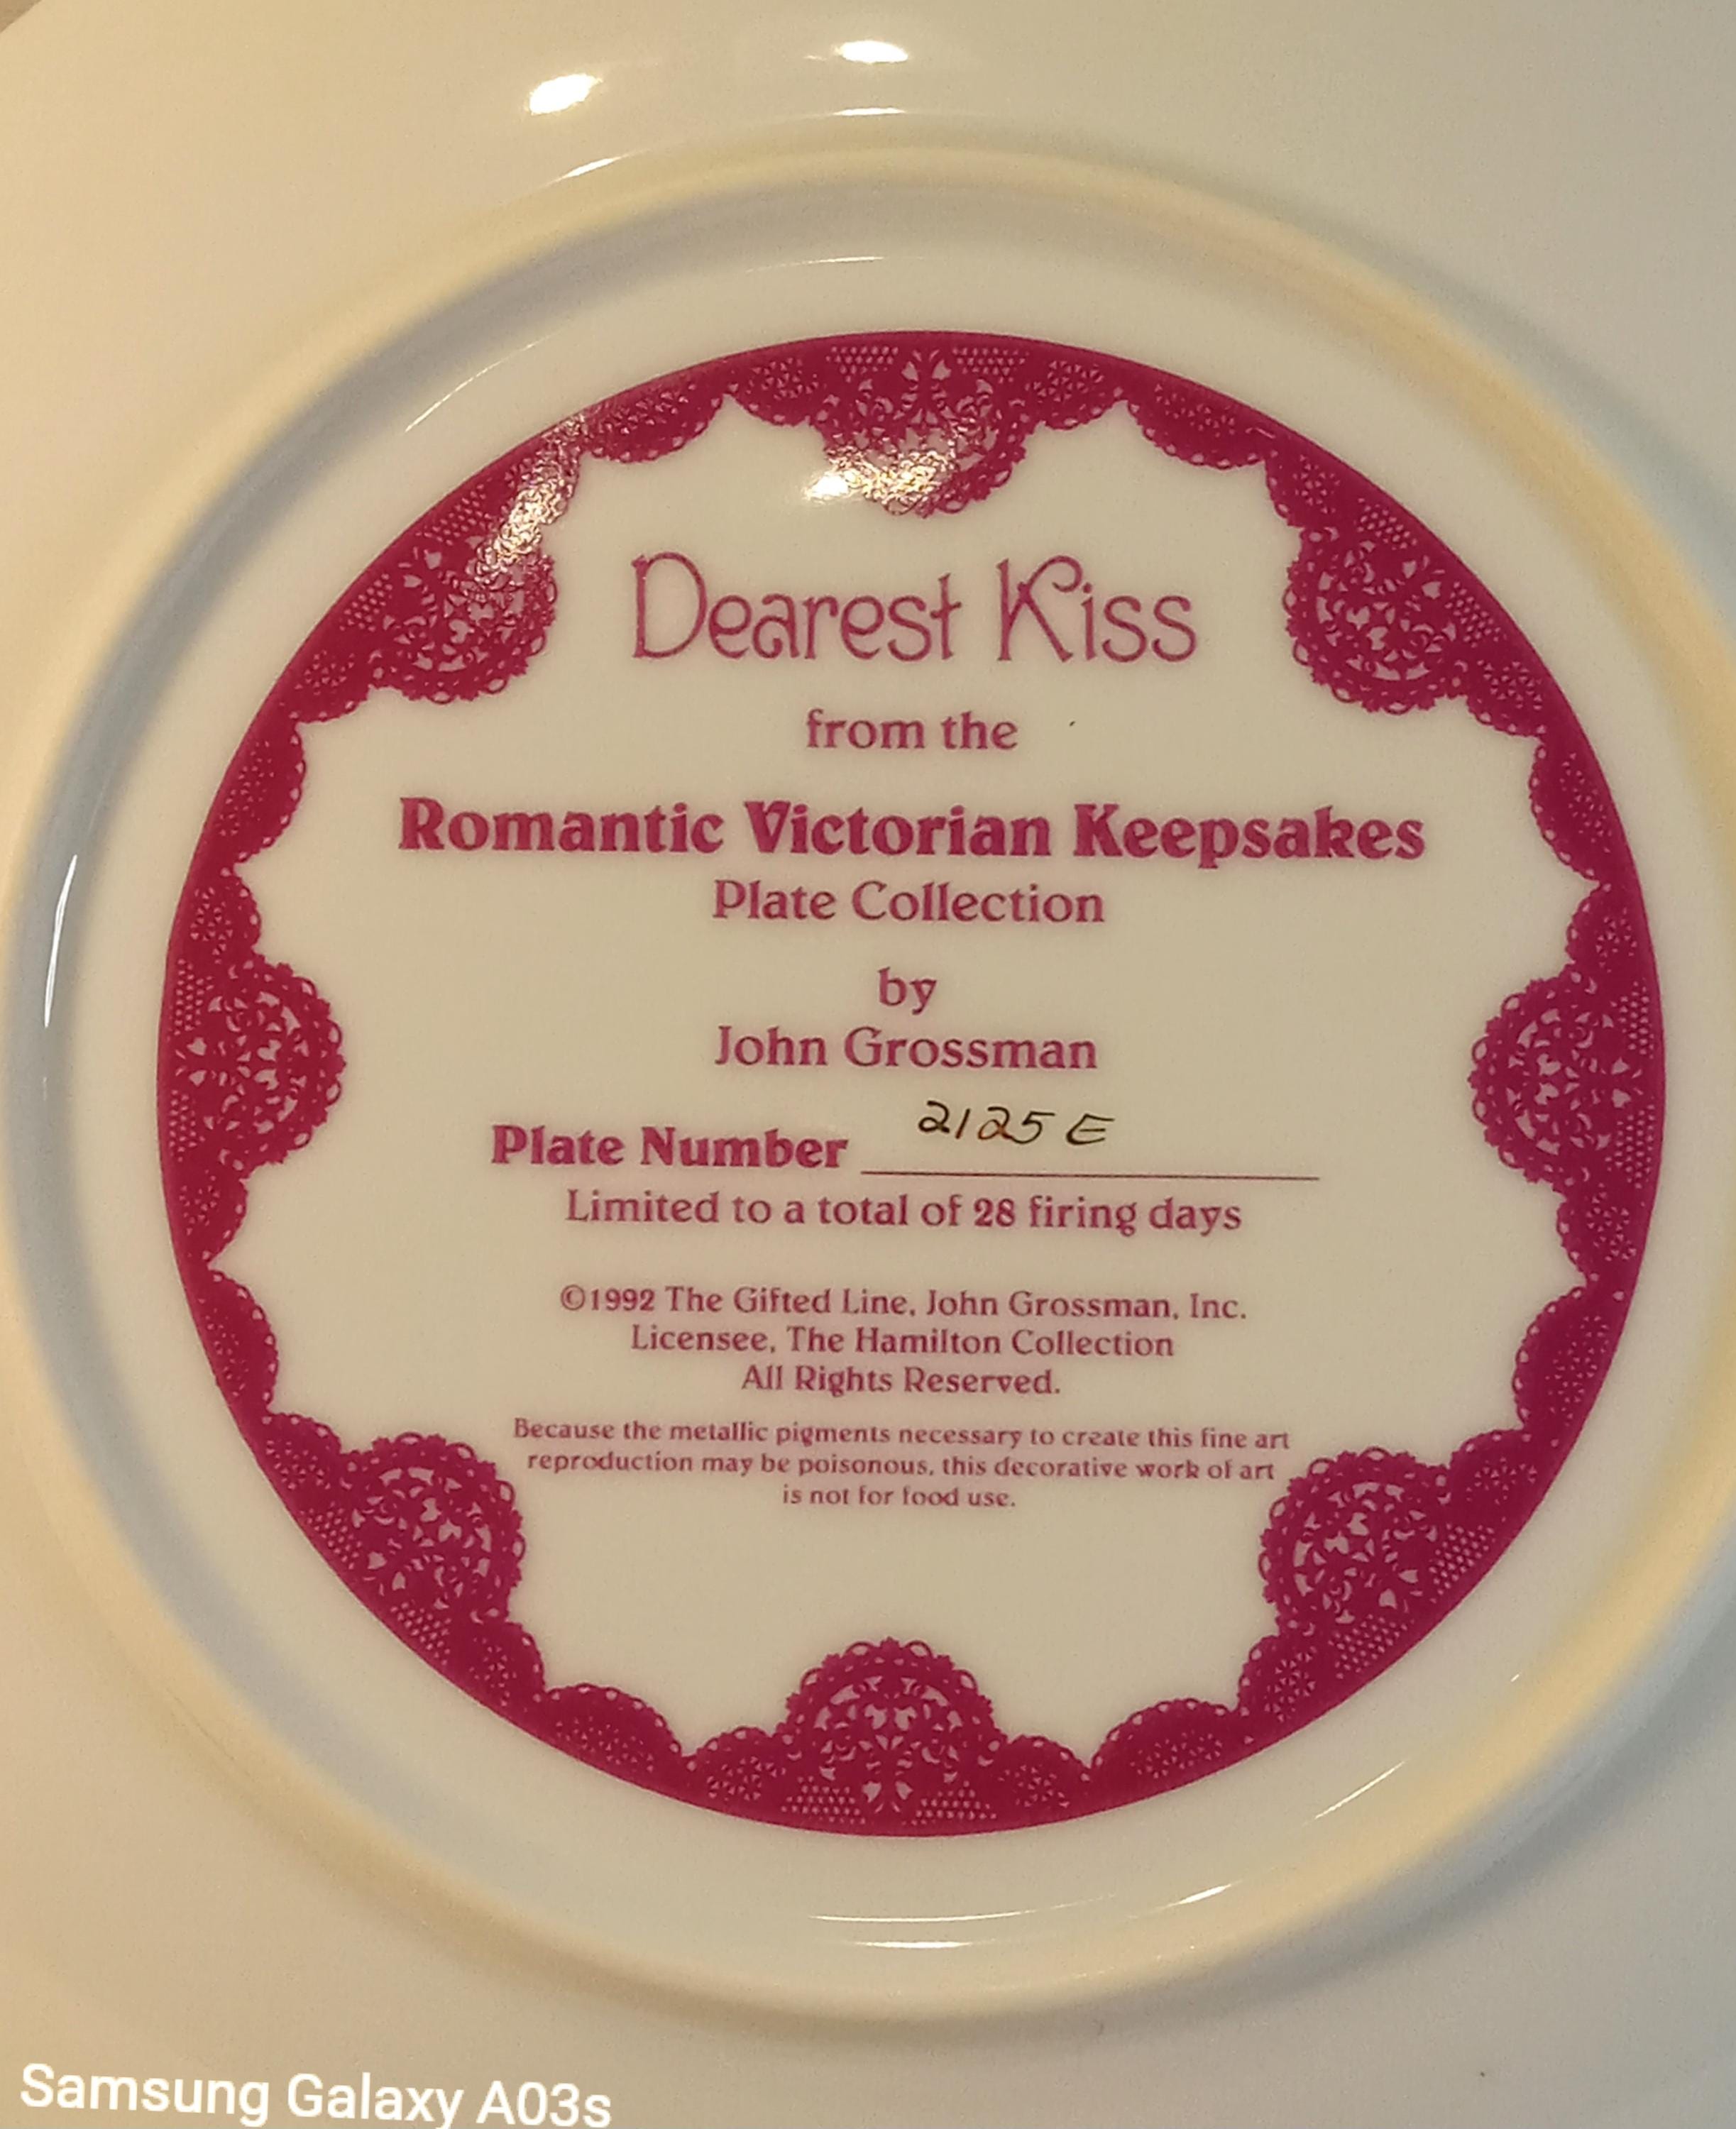 Dearest Kiss
from the
Romantic Victorian Keepsakes
Plate Collection
by
John Grossman
Plate Number 2125 E
Limited to a total of 28 firing days
©1992 The Gifted Line, John Grossman, Inc.
Licensee, The Hamilton Collection
All Rights Reserved.
Because the metallic pigments necessary to create this fine art
reproduction may be poisonous, this decorative work of art
is not for food use.
Samsung Galaxy A03s